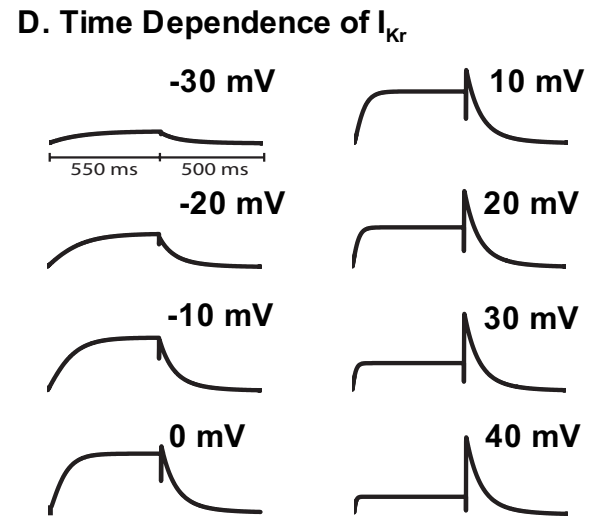 D. Time Dependence of IKr
-30 mV
550 ms 500 ms
-20 mV
-10 mV
0 mV
10 mV
20 mV
30 mV
40 mV